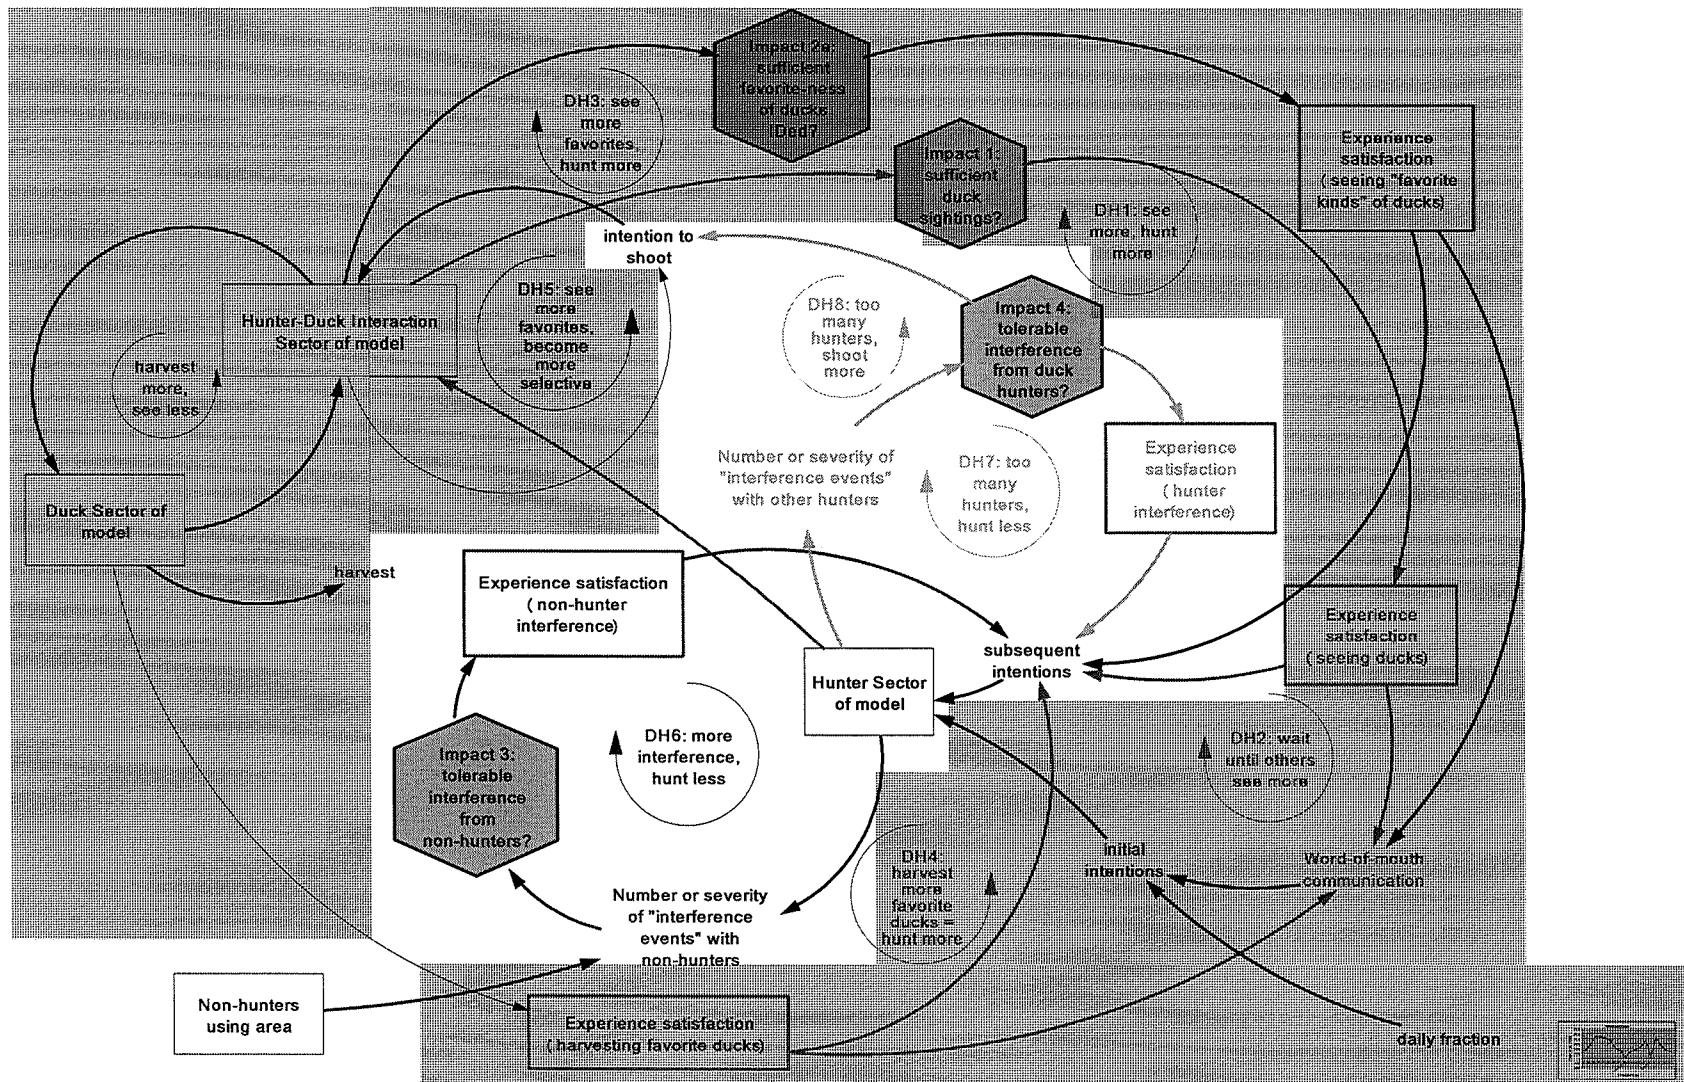 Impact 2a:
sufficient
favorite-ness
of ducks
IDed?
DH3: see
more
favorites,
hunt more
Experience
satisfaction
( seeing "favorite
kinds" of ducks)
Impact 1:
sufficient
duck
sightings?
DH1: see
more, hunt
more
intention to
shoot
DH5: see
more
favorites,
become
more
selective
Hunter-Duck Interaction
Sector of model
harvest
more,
see less
DH8: too
many
hunters,
shoot
more
Impact 4:
tolerable
interference
from duck
hunters?
Number or severity of
"interference events"
with other hunters
DH7: too
many
hunters,
hunt less
Experience
satisfaction
( hunter
interference)
Duck Sector of
model
harvest
Experience satisfaction
( non-hunter
interference)
subsequent
intentions
Experience
satisfaction
( seeing ducks)
Hunter Sector
of model
DH6: more
interference,
hunt less
Impact 3:
tolerable
interference
from
non-hunters?
DH2: wait
until others
see more
DH4:
harvest
more
favorite
ducks =
hunt more
initial
intentions
Word-of-mouth
communication
Number or severity
of "interference
events" with
non-hunters
Non-hunters
using area
Experience satisfaction
( harvesting favorite ducks)
daily fraction